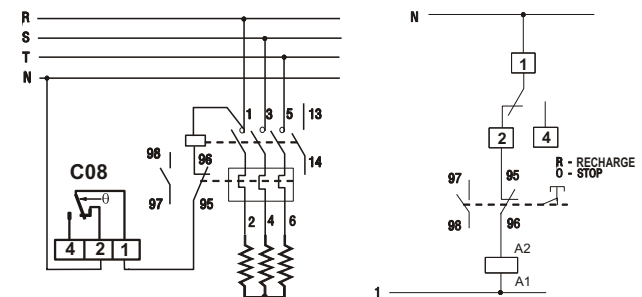 R
S
T
N
1 3 5 13
14
98 96
97 95
C08
θ
4 2 1
2 4 6
N
1
2 4
R - RECHARGE
0 - STOP
97 95
98 96
A2
A1
1